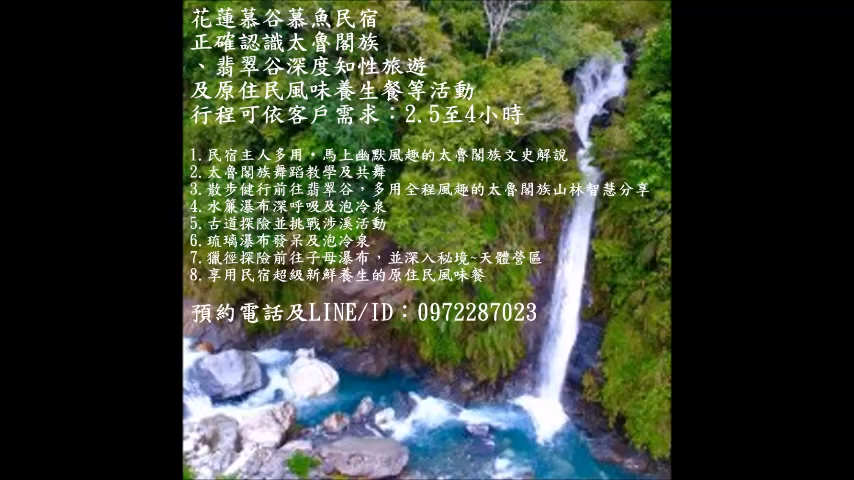 花蓮慕谷慕魚民宿
正確認識太魯閣族
、翡翠谷深度知性旅遊
及原住民風味養生餐等活動
行程可依客戶需求：2.5至4小時
1.民宿主人多用．馬上幽默風趣的太魯閣族文史解說
2.太魯閣族舞蹈教學及共舞
3.散步健行前往翡翠谷，多用全程風趣的太魯閣族山林智慧分享
4.水簾瀑布深呼吸及泡冷泉
5.古道探險並挑戰涉溪活動
6.琉璃瀑布發呆及泡冷泉
7.獵徑探險前往子母瀑布，並深入秘境~天體營區
8.享用民宿超級新鮮養生的原住民風味餐
預約電話及LINE/ID：0972287023